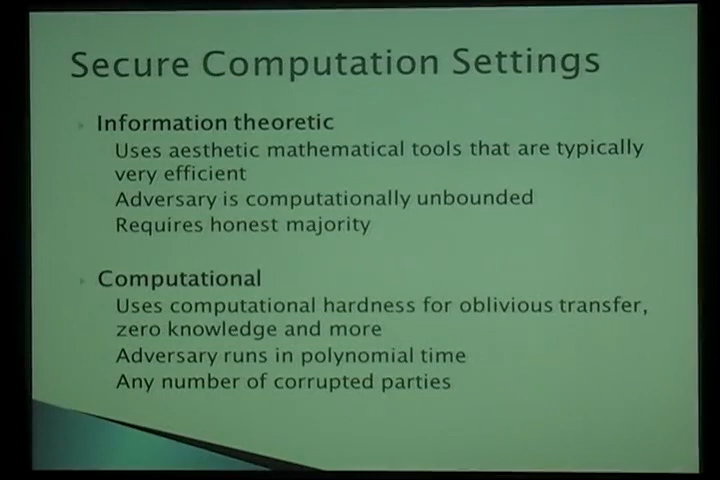 Secure Computation Settings
Information theoretic
Uses aesthetic mathematical tools that are typically
very efficient
Adversary is computationally unbounded
Requires honest majority
Computational
Uses computational hardness for oblivious transfer,
zero knowledge and more
Adversary runs in polynomial time
Any number of corrupted parties